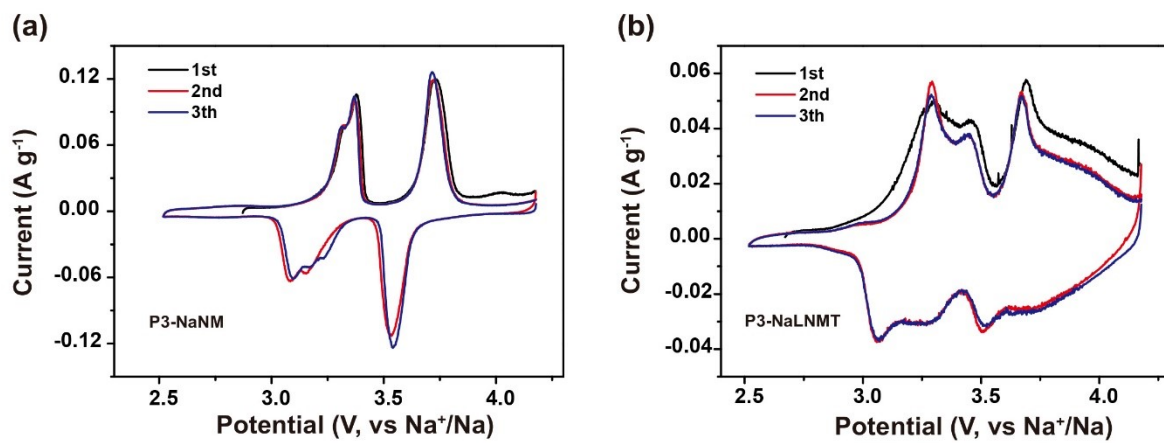 (a)
1st
2nd
3th
P3-NaNM
0.12
0.06
0.00
-0.06
-0.12
2.5
3.0
3.5
4.0
Current (A g⁻¹)
Potential (V, vs Na⁺/Na)
(b)
1st
2nd
3th
P3-NaLNMT
0.06
0.04
0.02
0.00
-0.02
-0.04
2.5
3.0
3.5
4.0
Current (A g⁻¹)
Potential (V, vs Na⁺/Na)